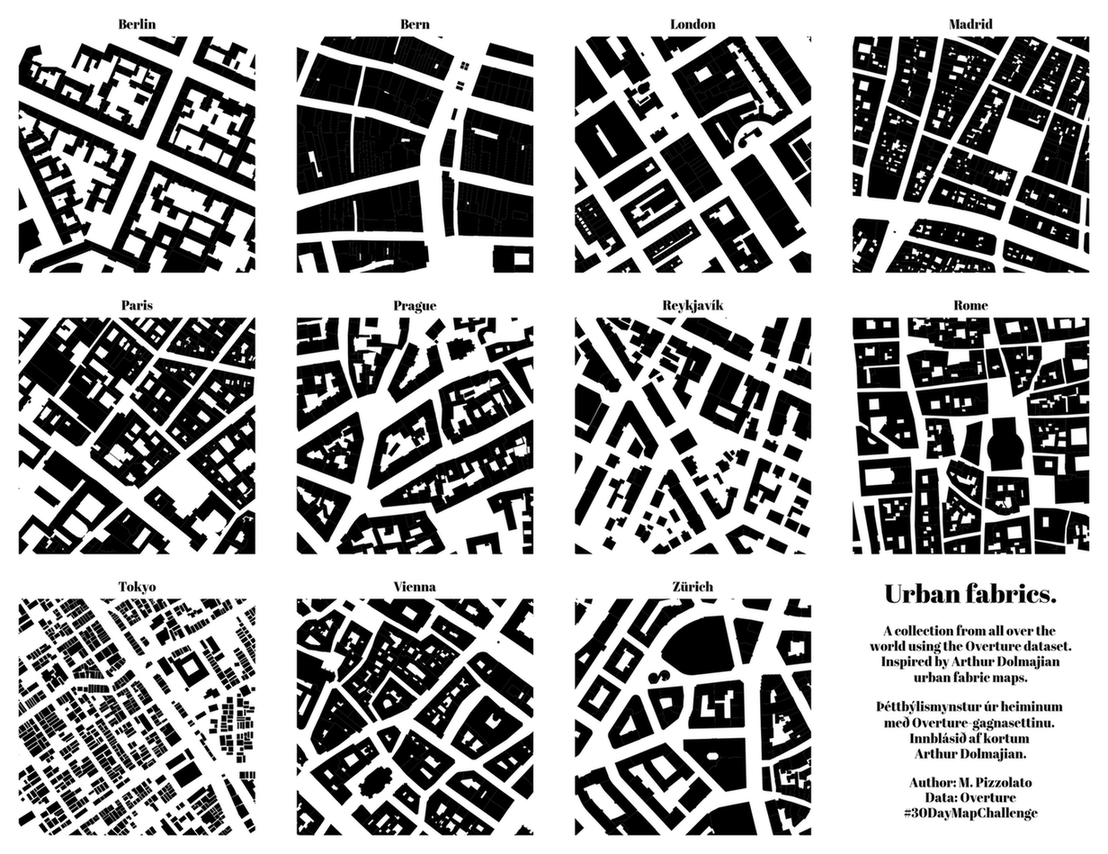 Berlin
Bern
London
Madrid
Paris
Prague
Reykjavík
Rome
Tokyo
Vienna
Zürich
Urban fabrics.
A collection from all over the
world using the Overture dataset.
Inspired by Arthur Dolmajian
urban fabric maps.
Þéttbýlismynstur úr heiminum
með Overture-gagnasettinu.
Innblásið af kortum
Arthur Dolmajian.
Author: M. Pizzolato
Data: Overture
#30DayMapChallenge